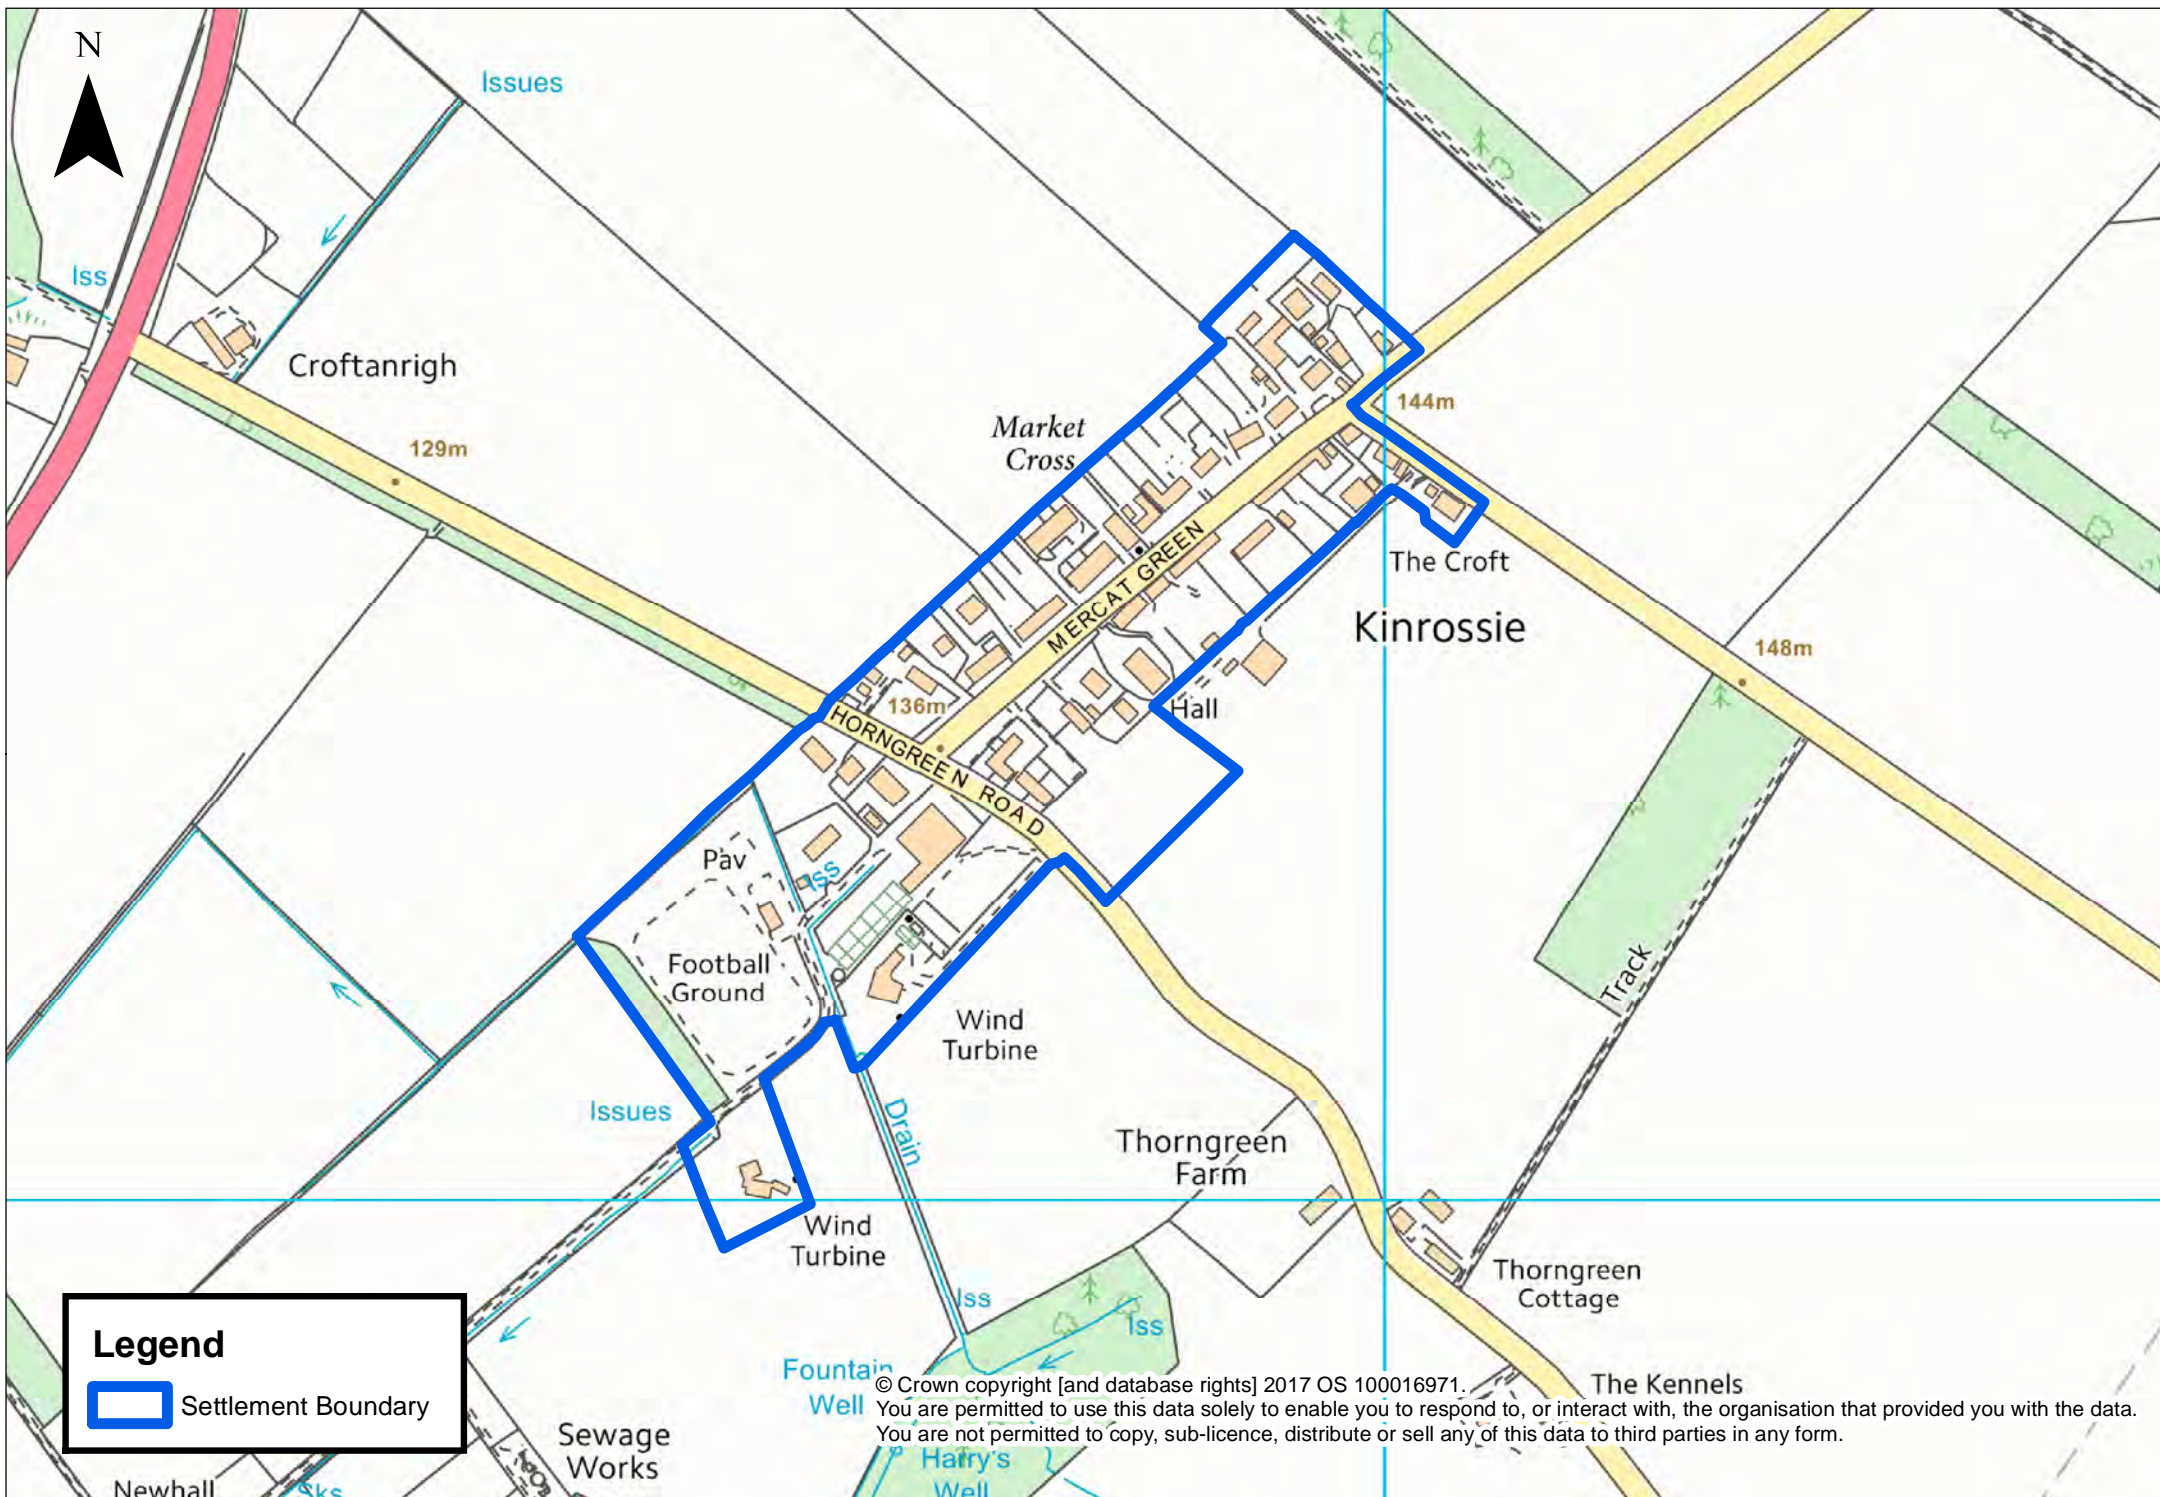 N
Issues
Iss
Croftanrigh
129m
Market
Cross
144m
MERCAT GREEN
The Croft
Kinrossie
148m
136m
Hall
HORNGREEN ROAD
Pav
Iss
Football
Ground
Track
Wind
Turbine
Issues
Drain
Thorngreen
Farm
Wind
Turbine
Thorngreen
Cottage
Iss
Iss
Legend
Settlement Boundary
Fountain
Well
The Kennels
© Crown copyright [and database rights] 2017 OS 100016971.
You are permitted to use this data solely to enable you to respond to, or interact with, the organisation that provided you with the data.
You are not permitted to copy, sub-licence, distribute or sell any of this data to third parties in any form.
Sewage
Works
Harry's
Well
Newhall
Sks